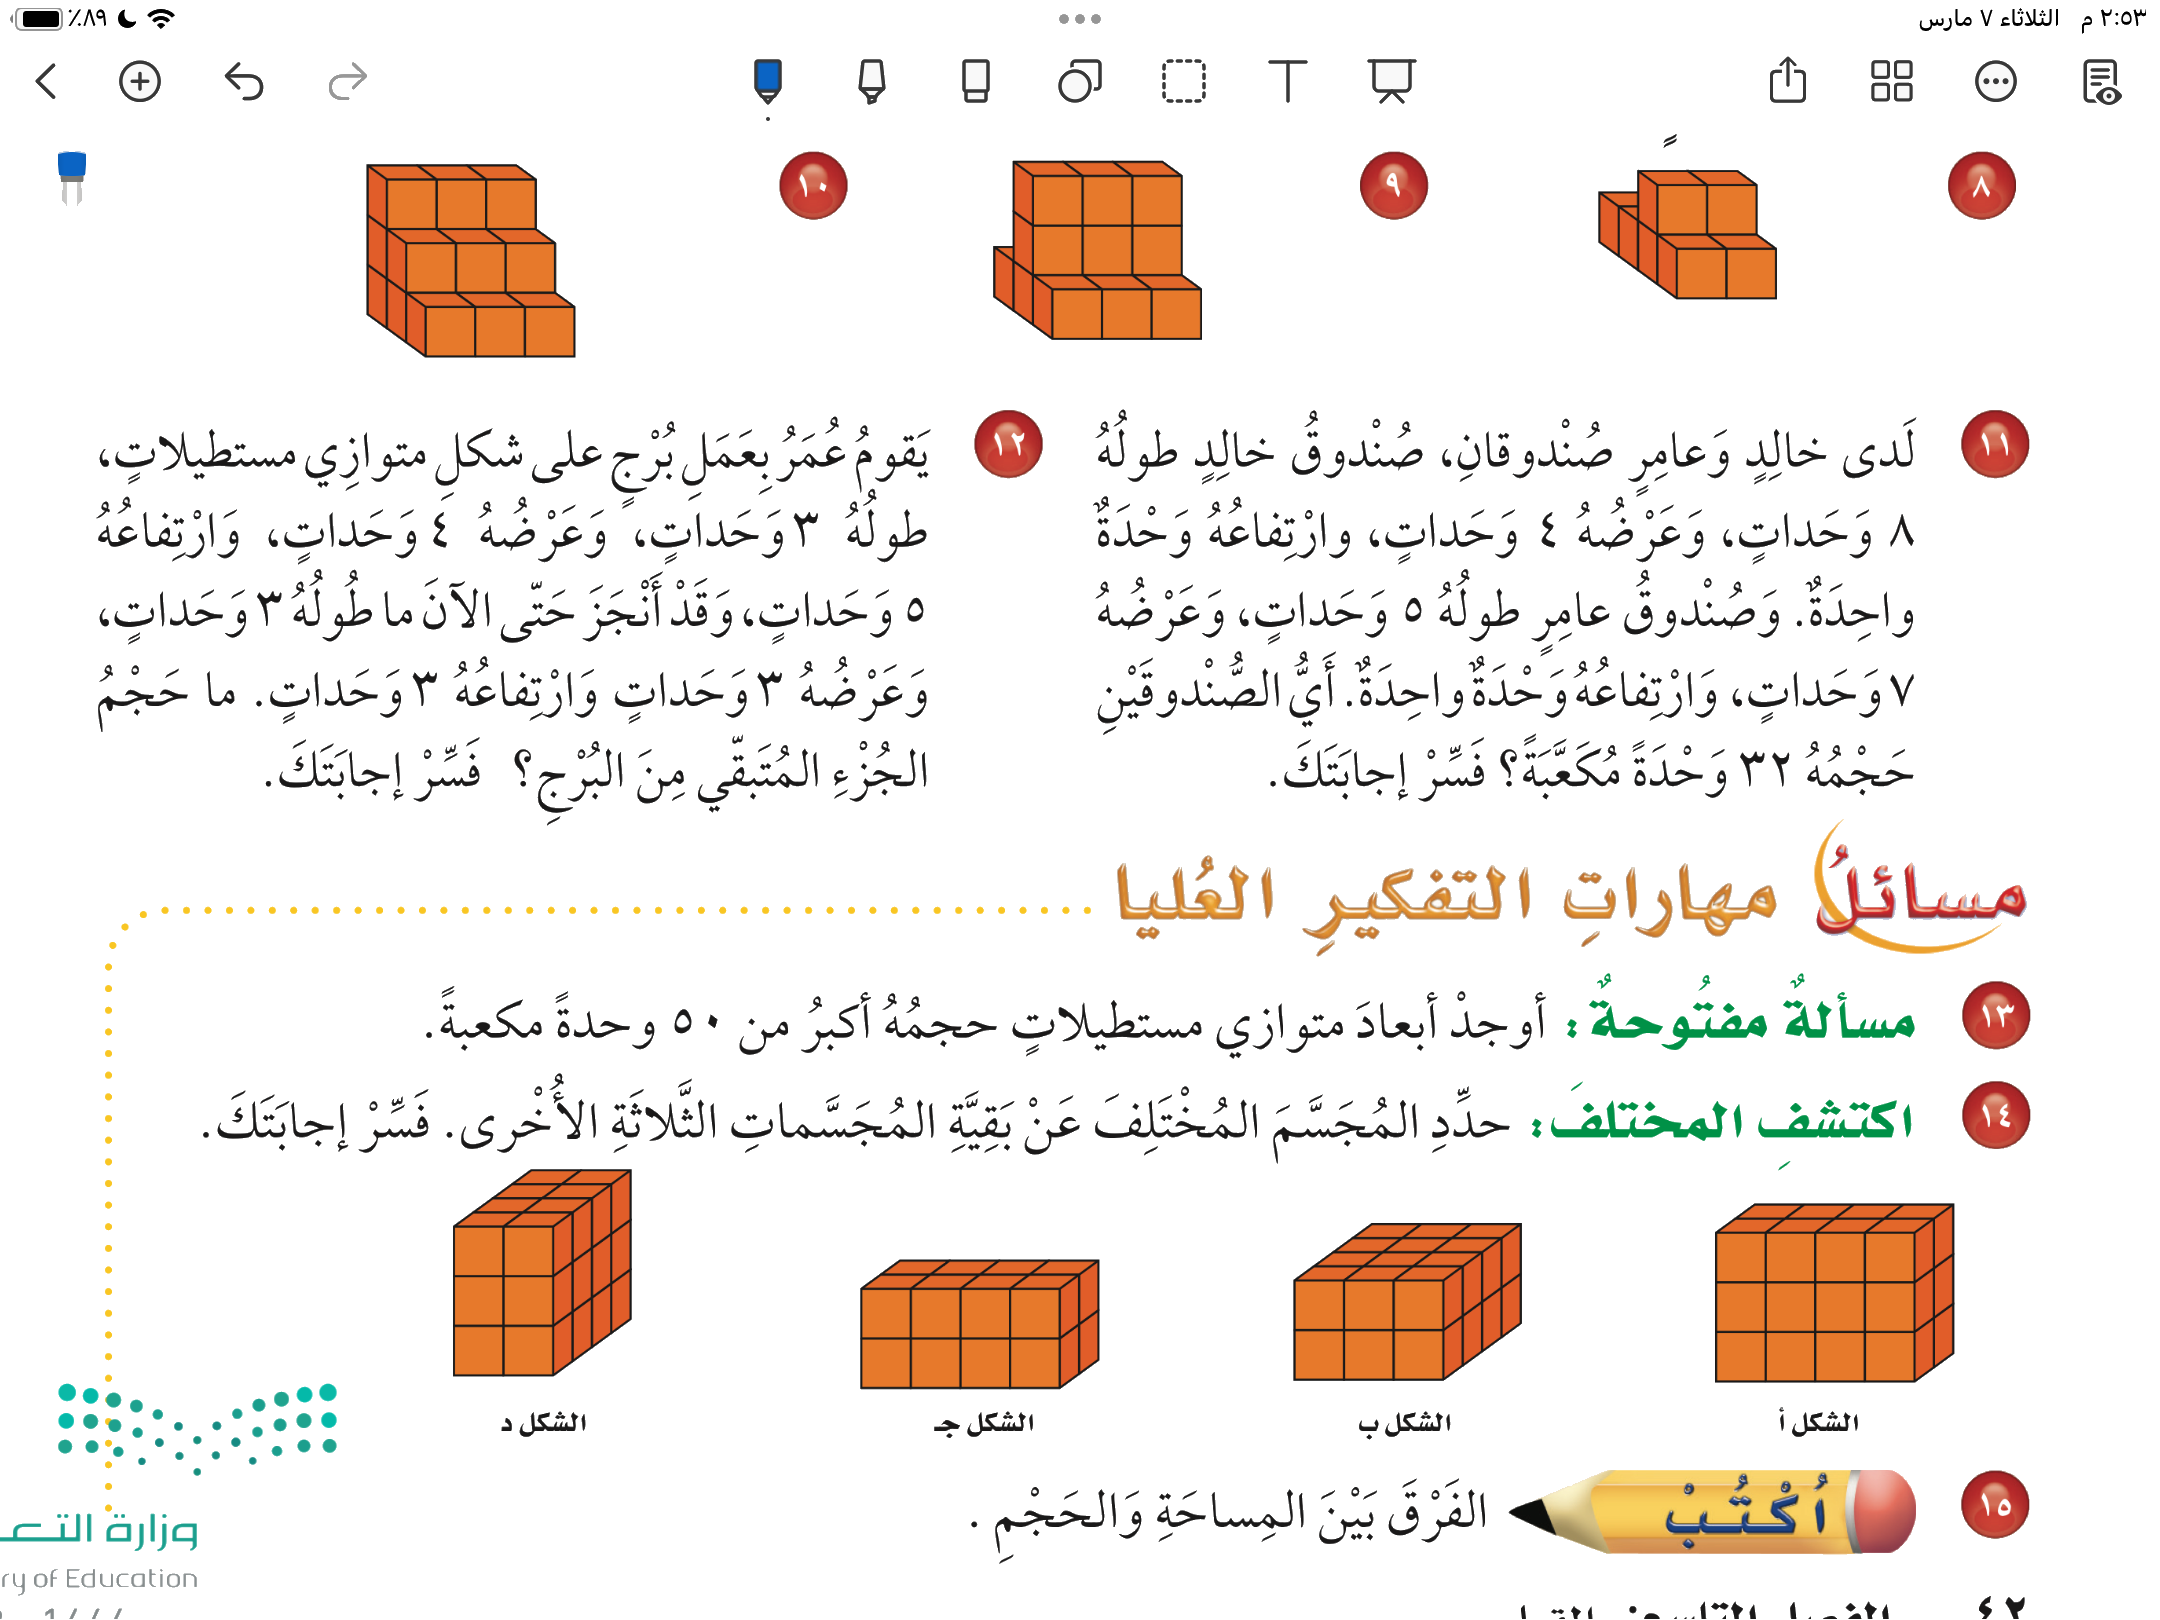 ٢:٥٣ م الثلاثاء ٧ مارس
٨٩٪
٨
٩
١٠
١١ لَدى خالِدٍ وَعامِرٍ صُنْدوقانِ، صُنْدوقُ خالِدٍ طولُهُ
٨ وَحَداتٍ، وَعَرْضُهُ ٤ وَحَداتٍ، وارْتِفاعُهُ وَحْدَةٌ
واحِدَةٌ. وَصُنْدوقُ عامِرٍ طولُهُ ٥ وَحَداتٍ، وَعَرْضُهُ
٧ وَحَداتٍ، وَارْتِفاعُهُ وَحْدَةٌ واحِدَةٌ. أَيُّ الصُّنْدوقَيْنِ
حَجْمُهُ ٣٢ وَحْدَةً مُكَعَّبَةً؟ فَسِّرْ إجابَتَكَ.
١٢ يَقومُ عُمَرُ بِعَمَلِ بُرْجٍ على شكلِ متوازِي مستطيلاتٍ،
طولُهُ ٣ وَحَداتٍ، وَعَرْضُهُ ٤ وَحَداتٍ، وَارْتِفاعُهُ
٥ وَحَداتٍ، وَقَدْ أَنْجَزَ حَتّى الآنَ ما طُولُهُ ٣ وَحَداتٍ،
وَعَرْضُهُ ٣ وَحَداتٍ وَارْتِفاعُهُ ٣ وَحَداتٍ. ما حَجْمُ
الجُزْءِ المُتَبقّي مِنَ البُرْجِ؟ فَسِّرْ إجابَتَكَ.
مسائلُ مهاراتِ التفكيرِ العُليا
١٣ مسألةٌ مفتُوحةٌ: أوجدْ أبعادَ متوازي مستطيلاتٍ حجمُهُ أكبرُ من ٥٠ وحدةً مكعبةً.
١٤ اكتشفِ المختلفَ: حدِّدِ المُجَسَّمَ المُخْتَلِفَ عَنْ بَقِيَّةِ المُجَسَّماتِ الثَّلاثَةِ الأُخْرى. فَسِّرْ إجابَتَكَ.
الشكل أ
الشكل ب
الشكل جـ
الشكل د
١٥ اُكْتُبْ الفَرْقَ بَيْنَ المِساحَةِ وَالحَجْمِ .
وزارة التعـ
ry of Education